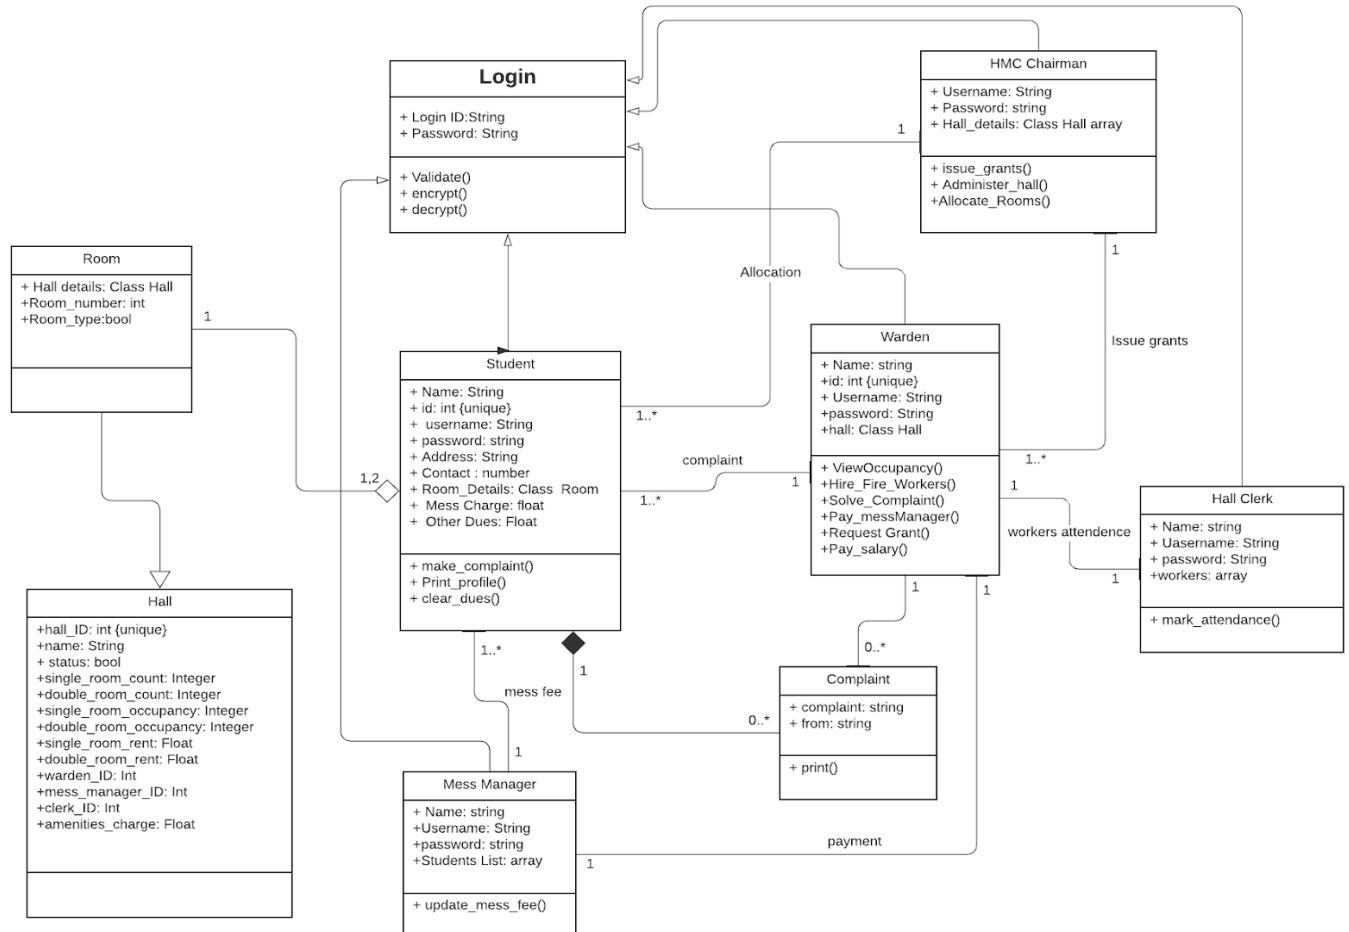 Login
+ Login ID:String
+ Password: String
+ Validate()
+ encrypt()
+ decrypt()
HMC Chairman
+ Username: String
+ Password: string
+ Hall_details: Class Hall array
+ issue_grants()
+ Administer_hall()
+Allocate_Rooms()
1
1
Allocation
Issue grants
Room
+ Hall details: Class Hall
+Room_number: int
+Room_type:bool
1
1,2
Student
+ Name: String
+ id: int {unique}
+ username: String
+ password: string
+ Address: String
+ Contact : number
+ Room_Details: Class Room
+ Mess Charge: float
+ Other Dues: Float
+ make_complaint()
+ Print_profile()
+ clear_dues()
1..*
complaint
1..*
1
Warden
+ Name: string
+id: int {unique}
+ Username: String
+password: String
+hall: Class Hall
+ ViewOccupancy()
+Hire_Fire_Workers()
+Solve_Complaint()
+Pay_messManager()
+Request Grant()
+Pay_salary()
1..*
1
workers attendence
1
Hall Clerk
+ Name: string
+ Uasername: String
+ password: String
+workers: array
+ mark_attendance()
1
1
0..*
Hall
+hall_ID: int {unique}
+name: String
+ status: bool
+single_room_count: Integer
+double_room_count: Integer
+single_room_occupancy: Integer
+double_room_occupancy: Integer
+single_room_rent: Float
+double_room_rent: Float
+warden_ID: Int
+mess_manager_ID: Int
+clerk_ID: Int
+amenities_charge: Float
1..*
mess fee
1
1
0..*
Complaint
+ complaint: string
+ from: string
+ print()
Mess Manager
+ Name: string
+Username: String
+password: string
+Students List: array
+ update_mess_fee()
payment
1